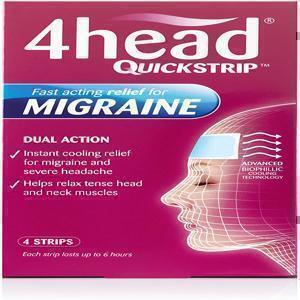 4head®
QUICKSTRIP™
Fast acting relief for
MIGRAINE
DUAL ACTION
✓ Instant cooling relief
for migraine and
severe headache
✓ Helps relax tense head
and neck muscles
ADVANCED
BIOPHILLIC
COOLING
TECHNOLOGY
4 STRIPS
Each strip lasts up to 6 hours